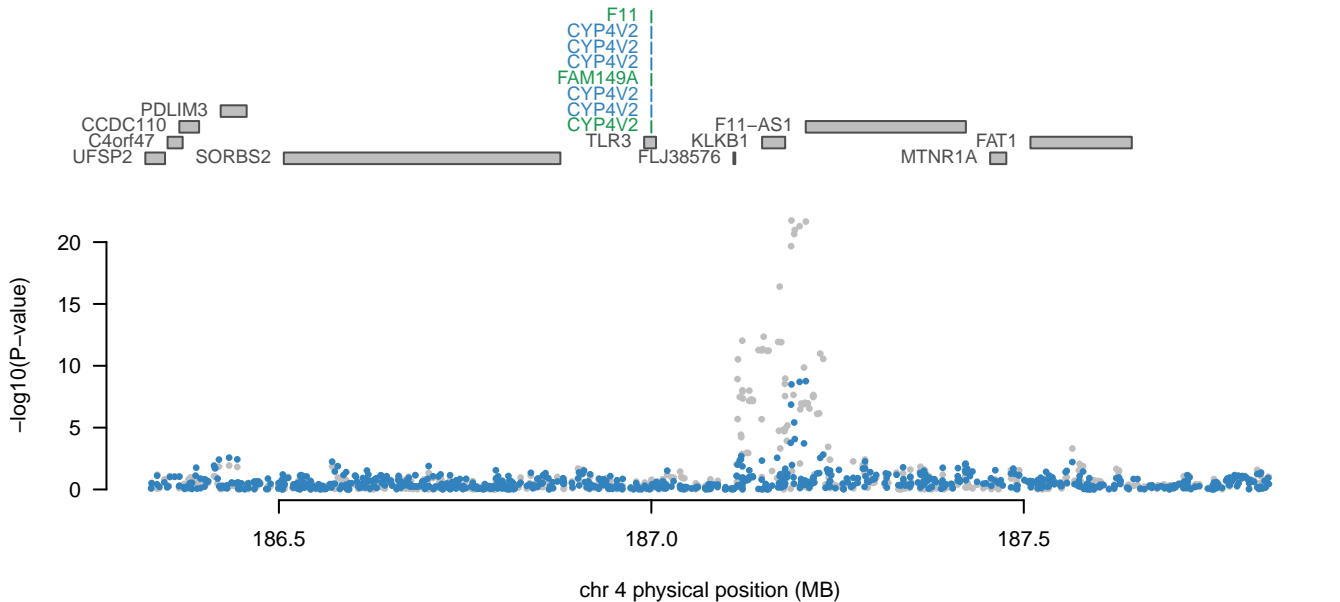 F11
CYP4V2
CYP4V2
CYP4V2
FAM149A
CYP4V2
PDLIM3 CYP4V2
CCDC110 CYP4V2 F11−AS1
C4orf47 TLR3 KLKB1 FAT1
UFSP2 SORBS2 FLJ38576 MTNR1A
20
15
10
5
0
−log10(P−value)
186.5 187.0 187.5
chr 4 physical position (MB)